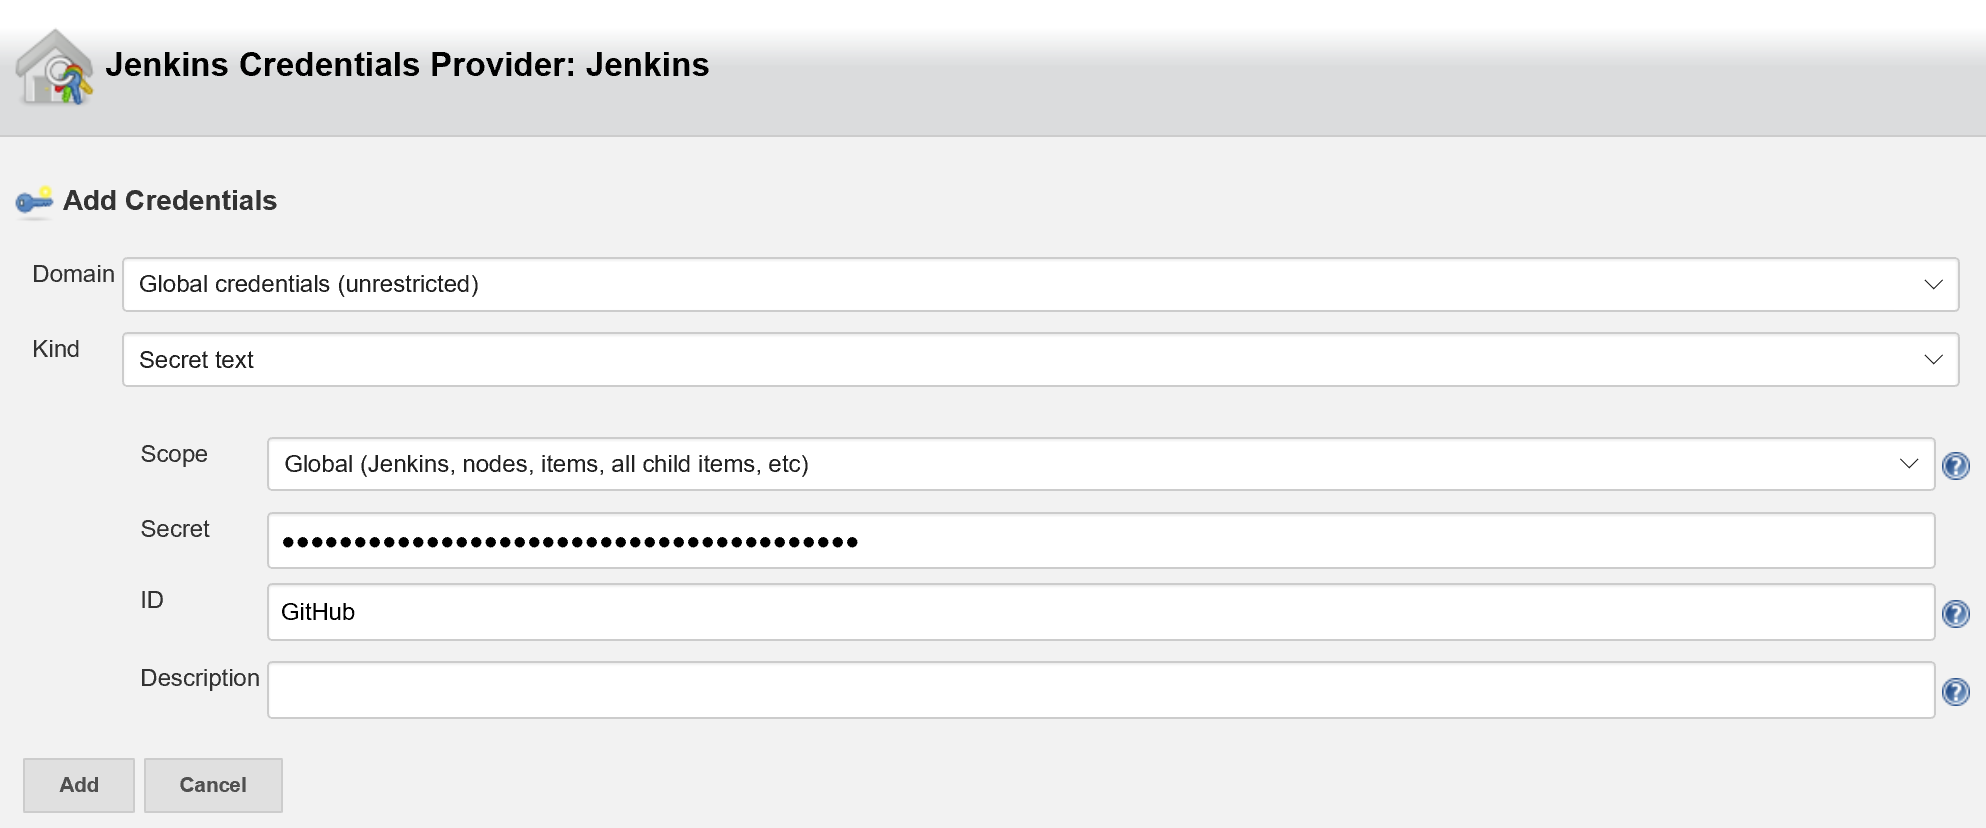 Jenkins Credentials Provider: Jenkins
Add Credentials
Domain Global credentials (unrestricted)
Kind Secret text
Scope Global (Jenkins, nodes, items, all child items, etc)
Secret ••••••••••••••••••••••••••••••••••••••••
ID GitHub
Description
Add Cancel